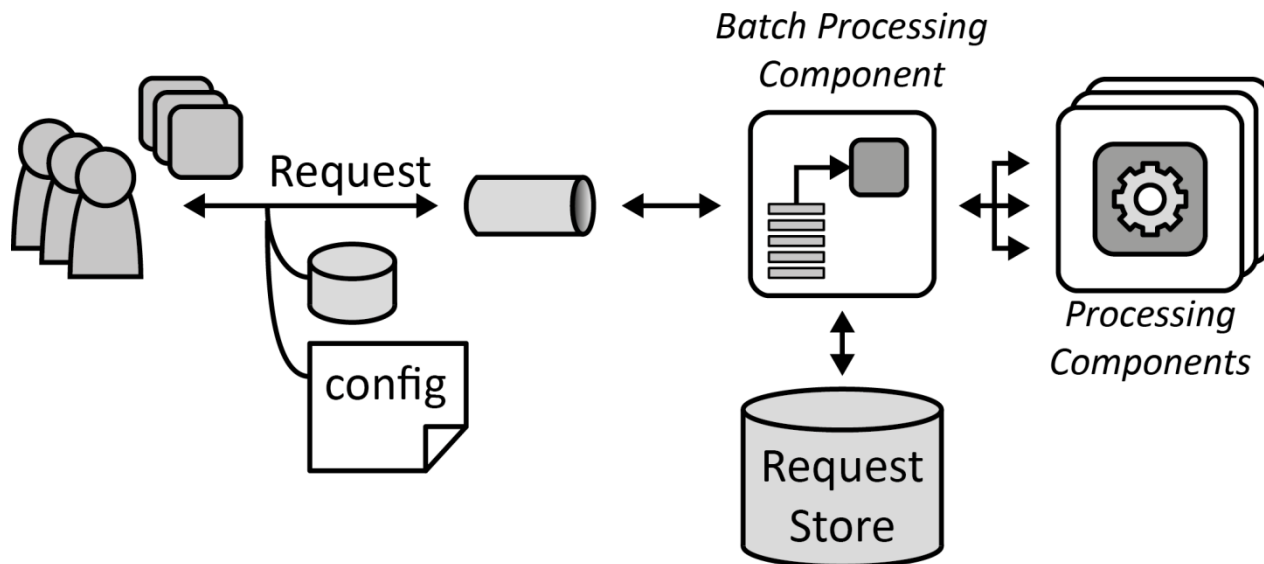 Batch Processing
Component
Request
config
Request
Store
Processing
Components